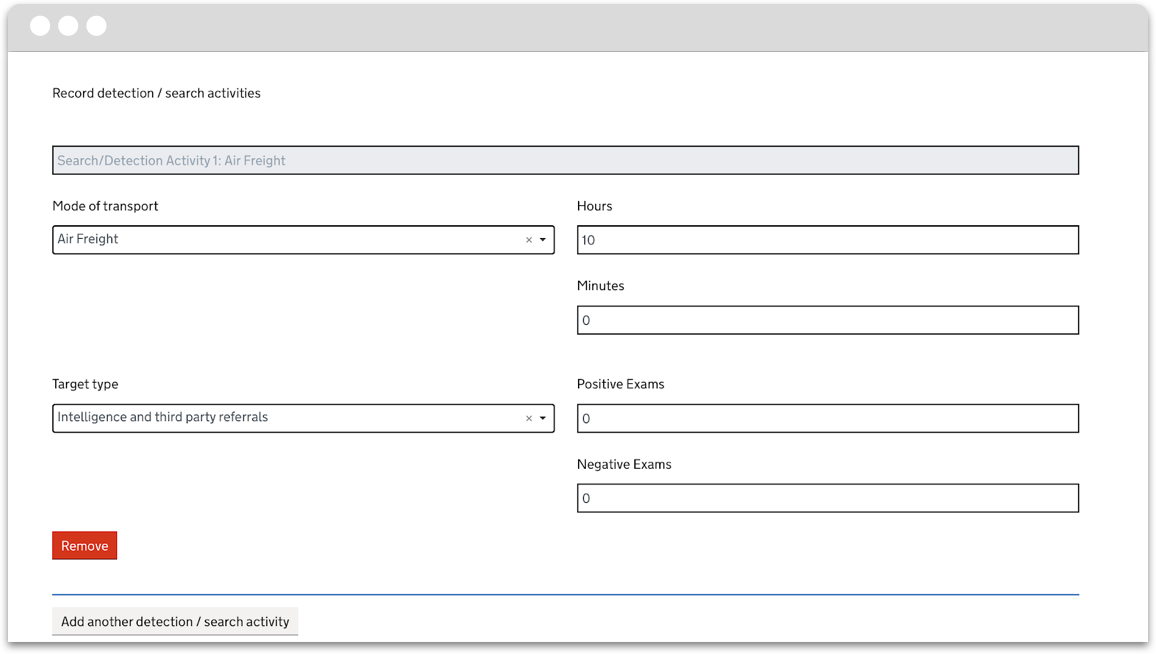 Record detection / search activities
Search/Detection Activity 1: Air Freight
Mode of transport
Air Freight
×
Hours
10
Minutes
0
Target type
Intelligence and third party referrals
×
Positive Exams
0
Negative Exams
0
Remove
Add another detection / search activity